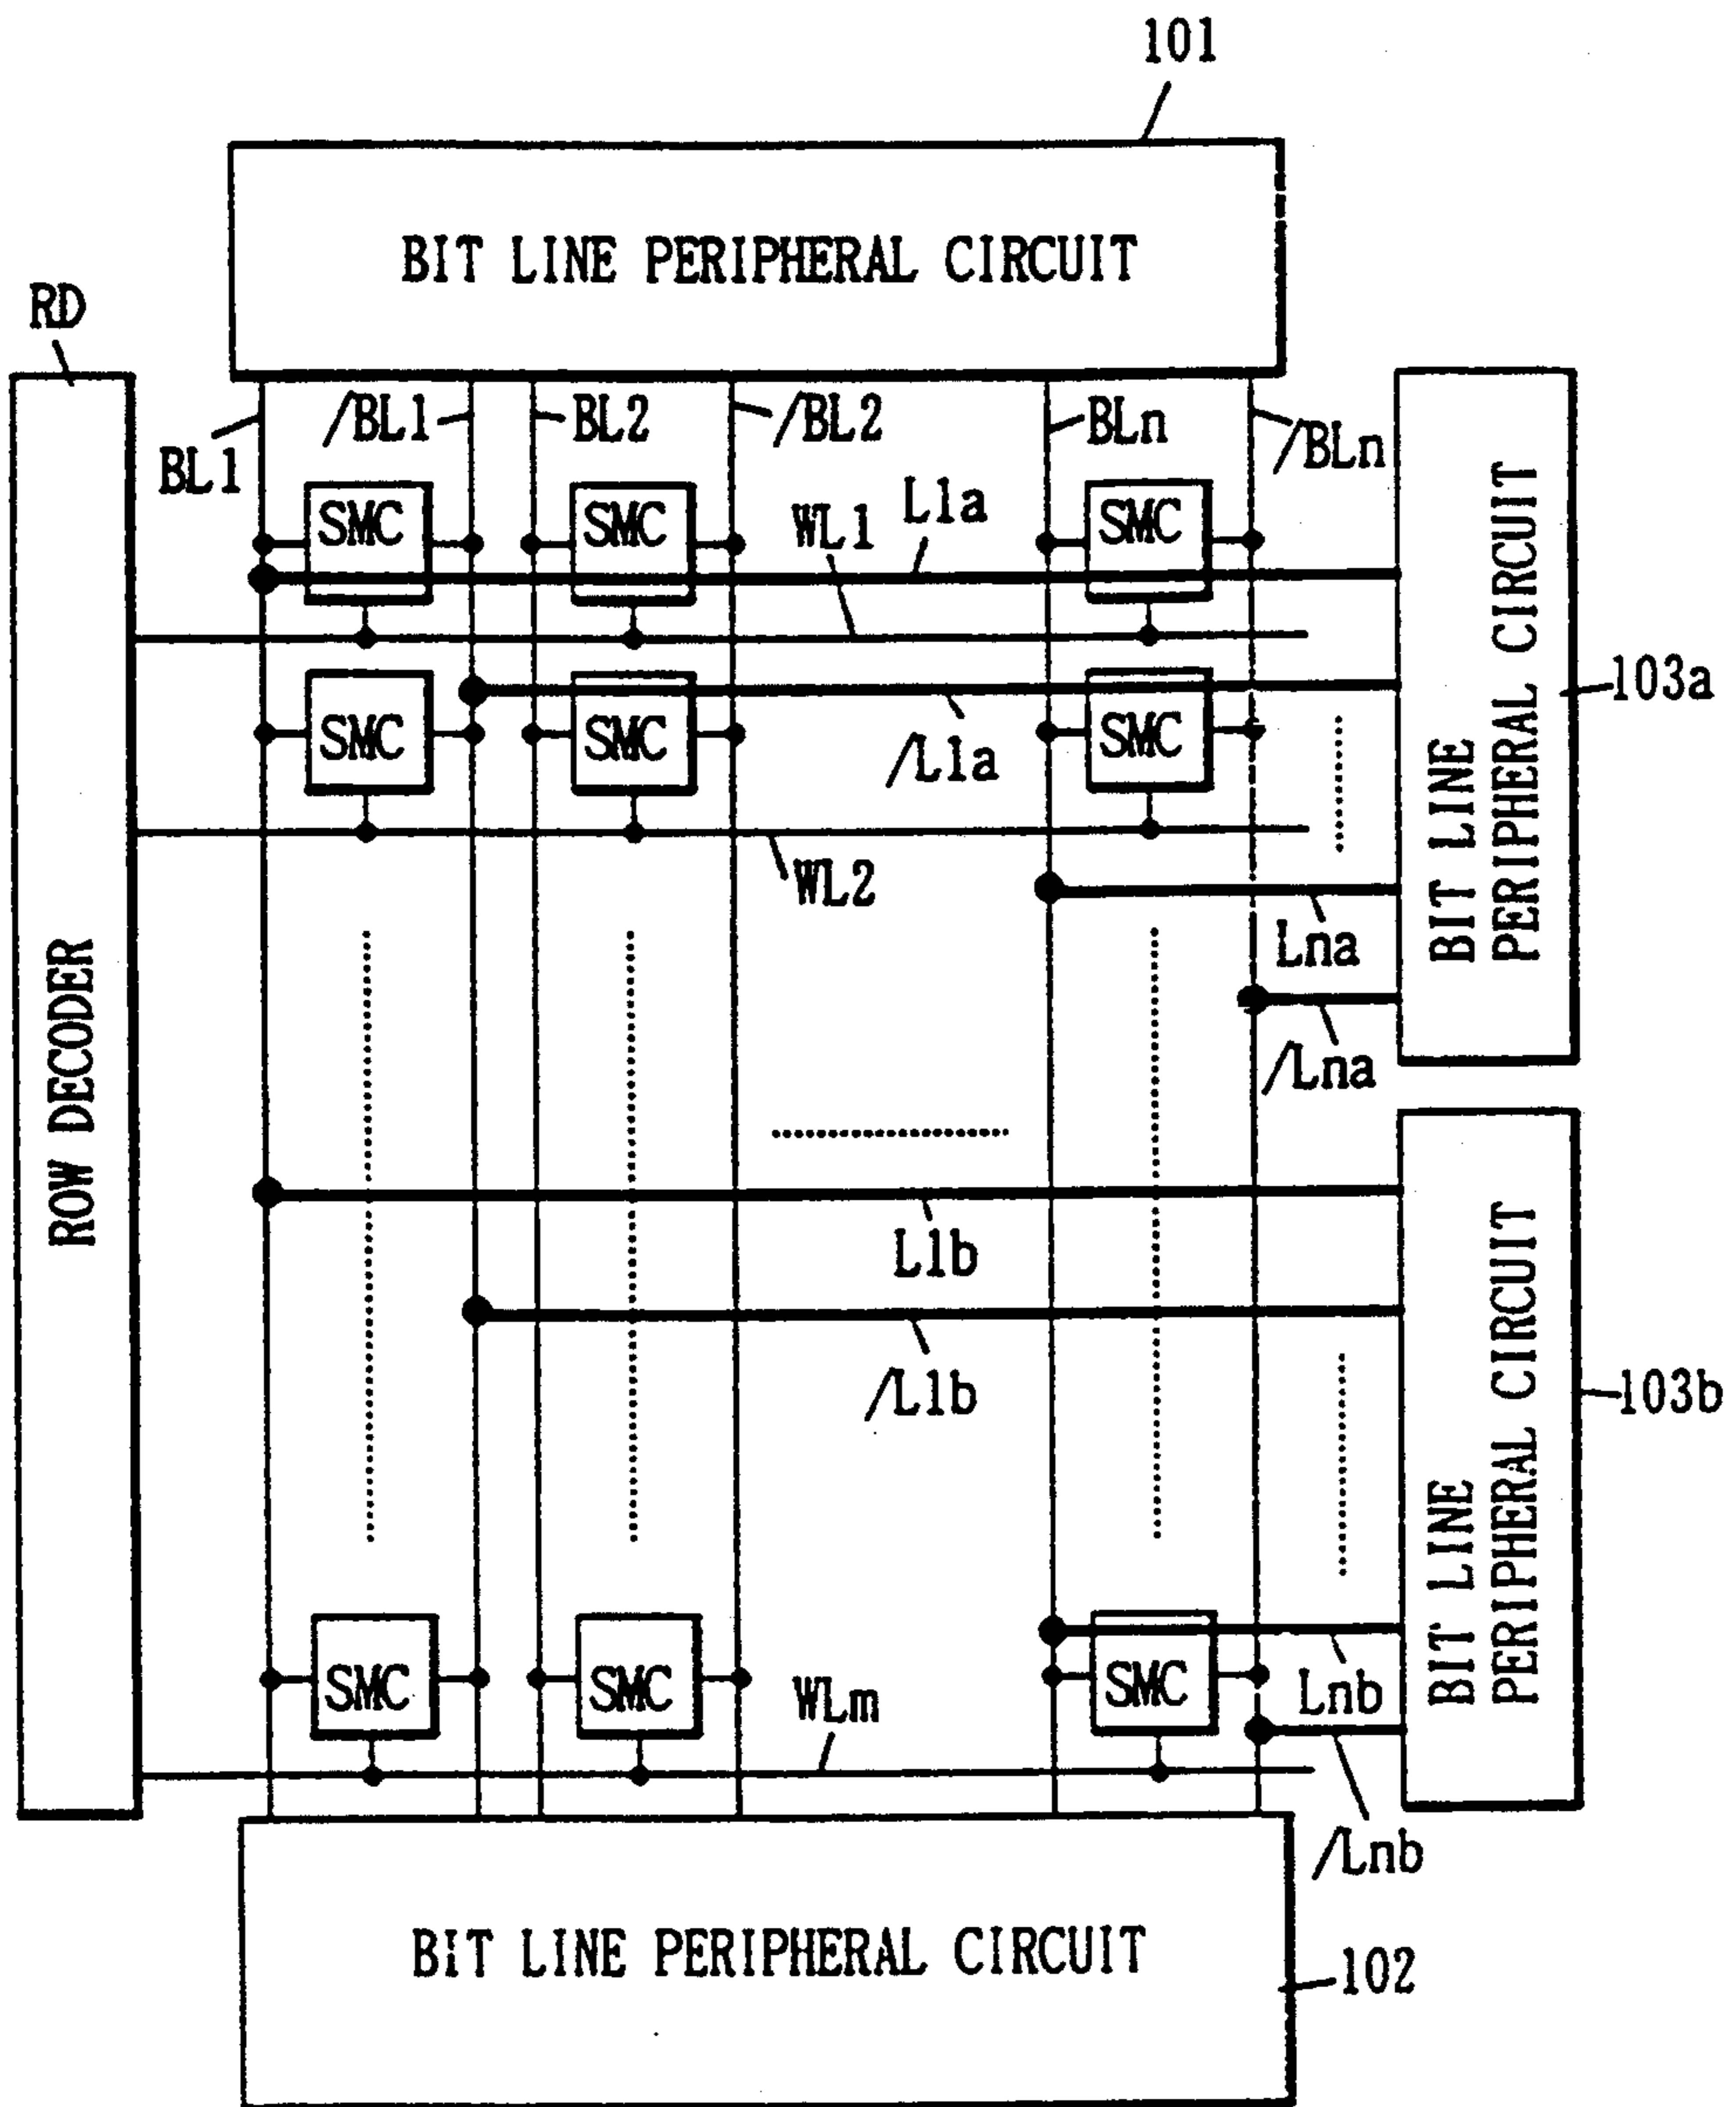 101
BIT LINE PERIPHERAL CIRCUIT
RD
BL1
/BL1
BL2
/BL2
BLn
/BLn
SMC
SMC
SMC
WL1
L1a
SMC
SMC
SMC
/L1a
103a
BIT LINE
PERIPHERAL CIRCUIT
WL2
Lna
/Lna
ROW DECODER
L1b
/L1b
103b
BIT LINE
PERIPHERAL CIRCUIT
SMC
SMC
SMC
WLm
Lnb
/Lnb
BIT LINE PERIPHERAL CIRCUIT
102